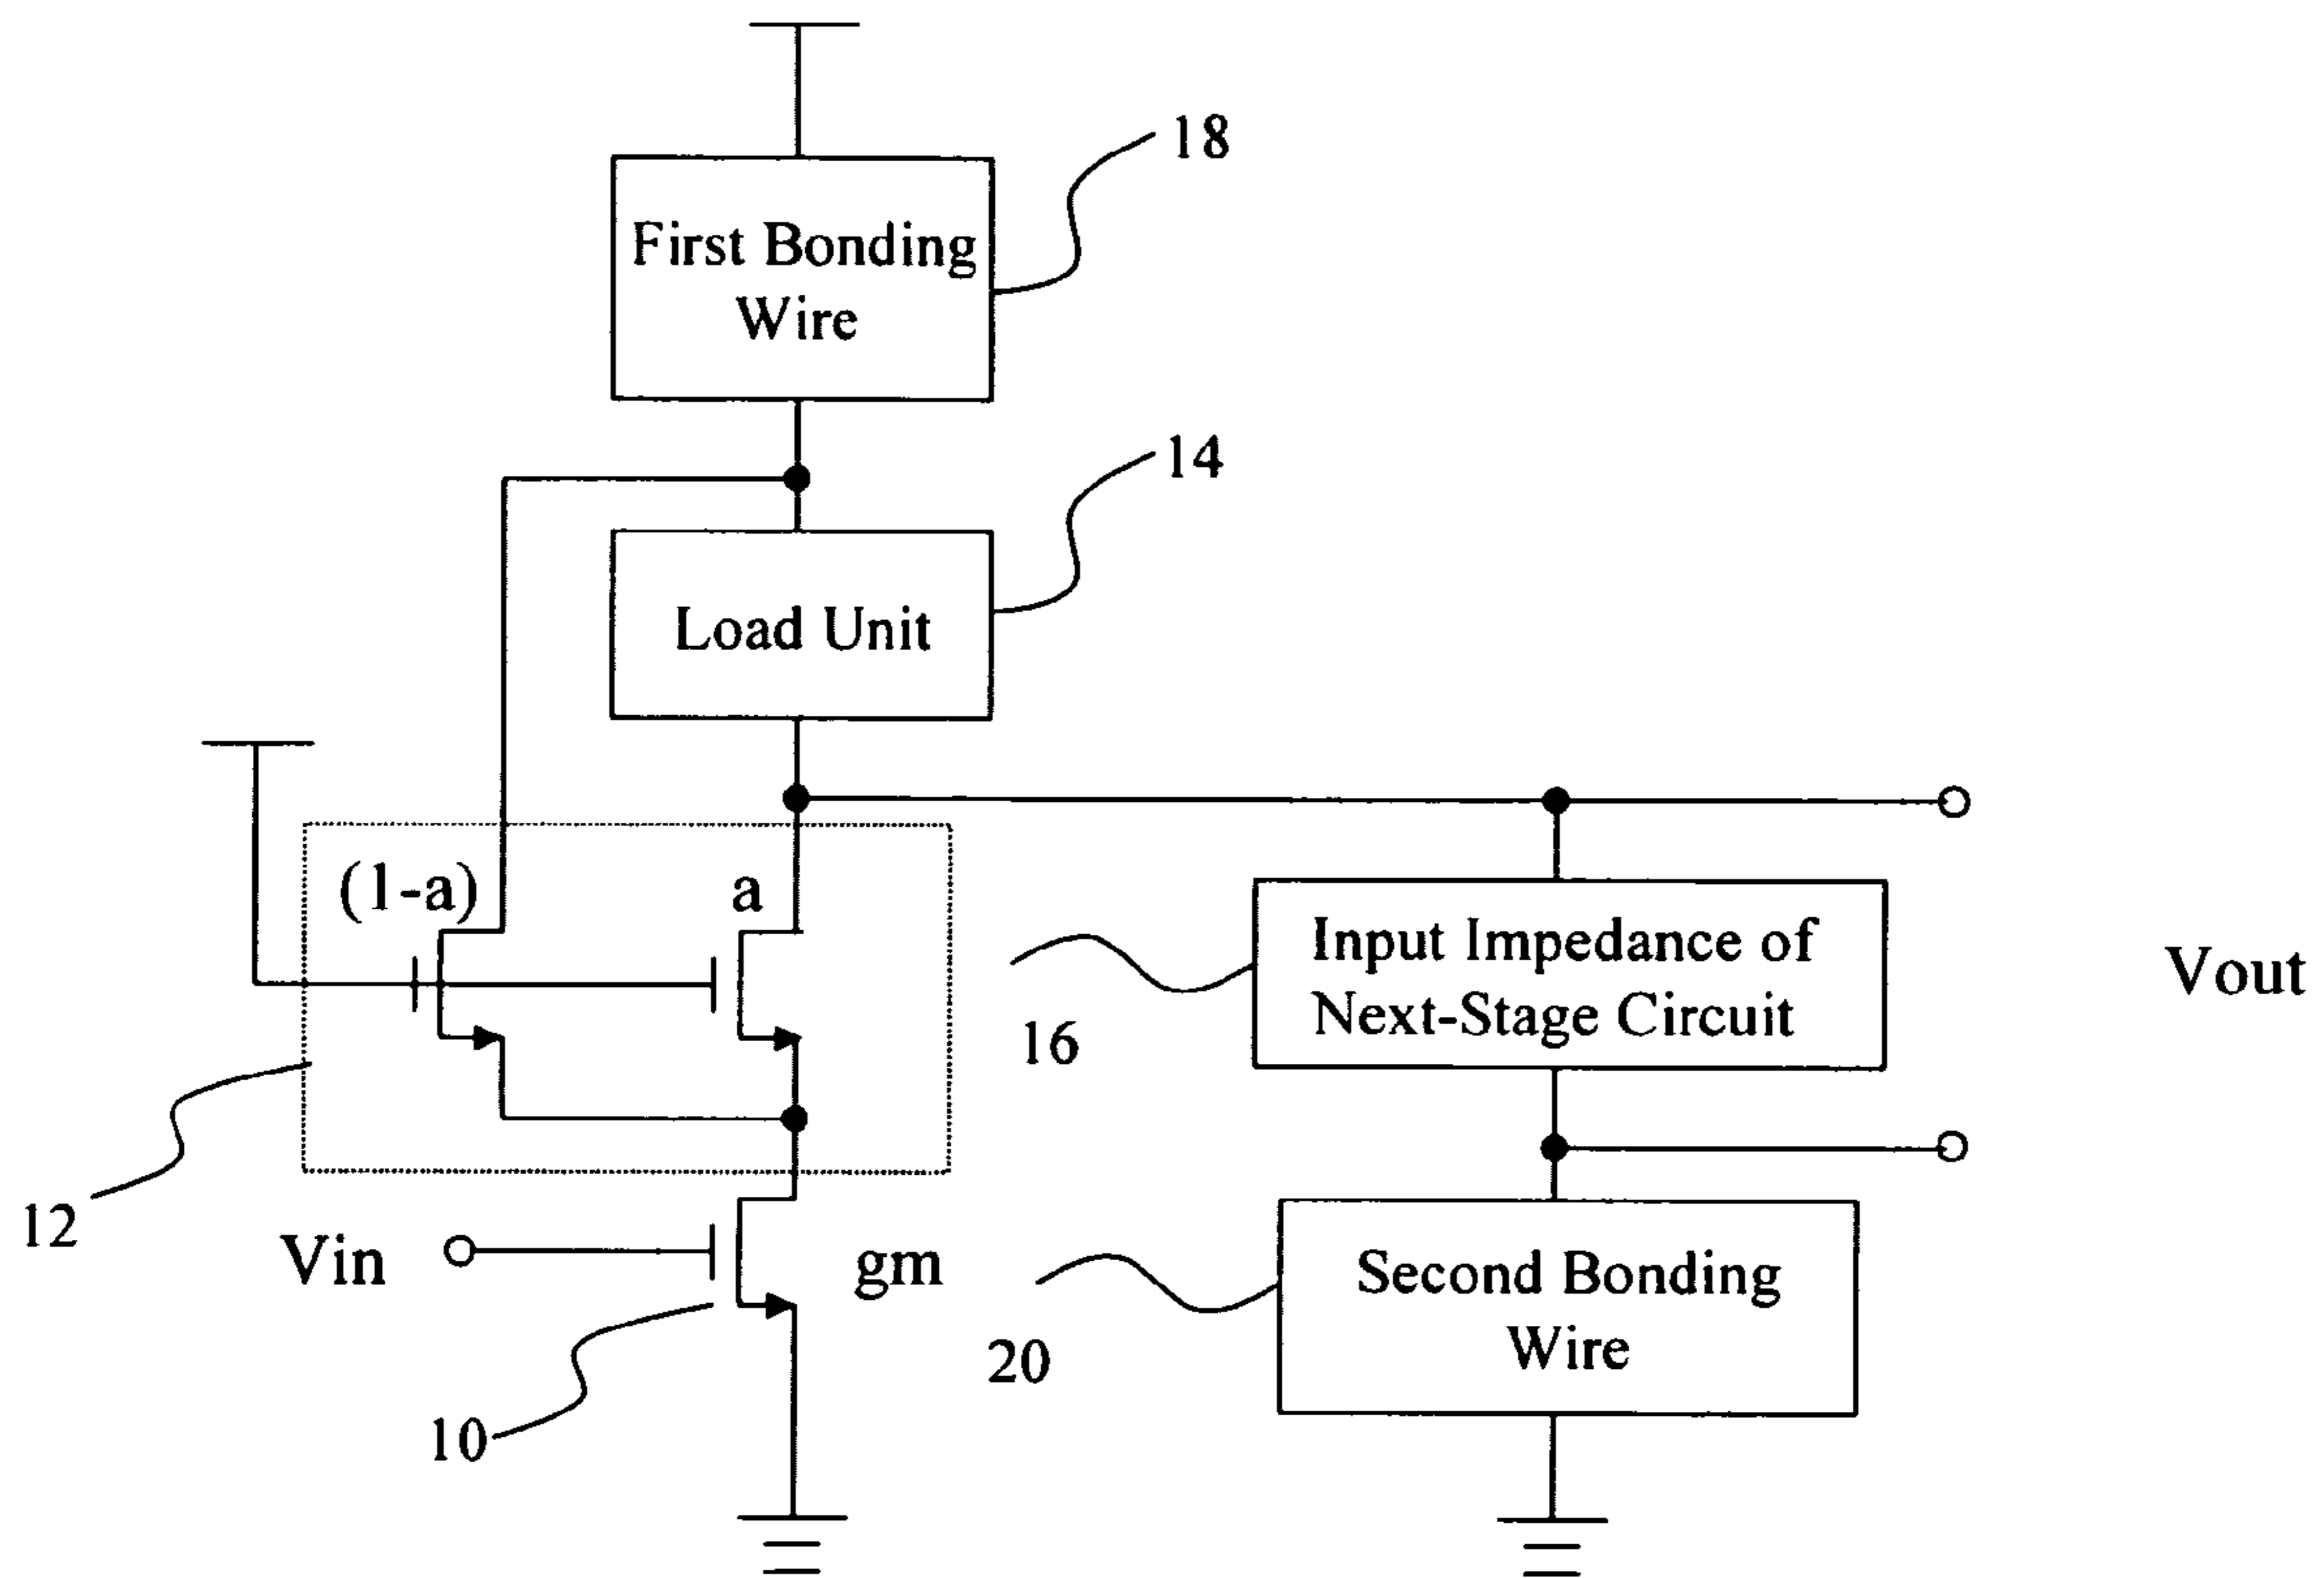 18
First Bonding
Wire
14
Load Unit
(1-a)
a
Input Impedance of
Next-Stage Circuit
Vout
16
12
Vin
gm
Second Bonding
Wire
20
10